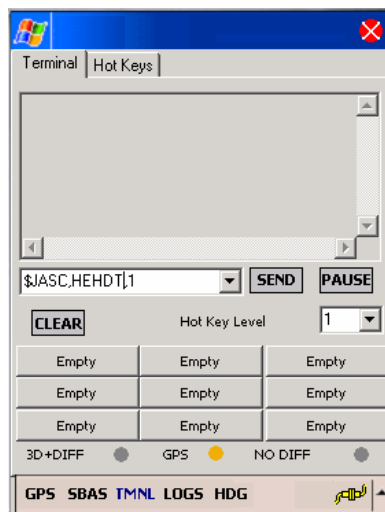 Terminal Hot Keys
$JASC,HEHDT,1 SEND PAUSE
CLEAR Hot Key Level 1
Empty Empty Empty
Empty Empty Empty
Empty Empty Empty
3D+DIFF GPS NO DIFF
GPS SBAS TMNL LOGS HDG